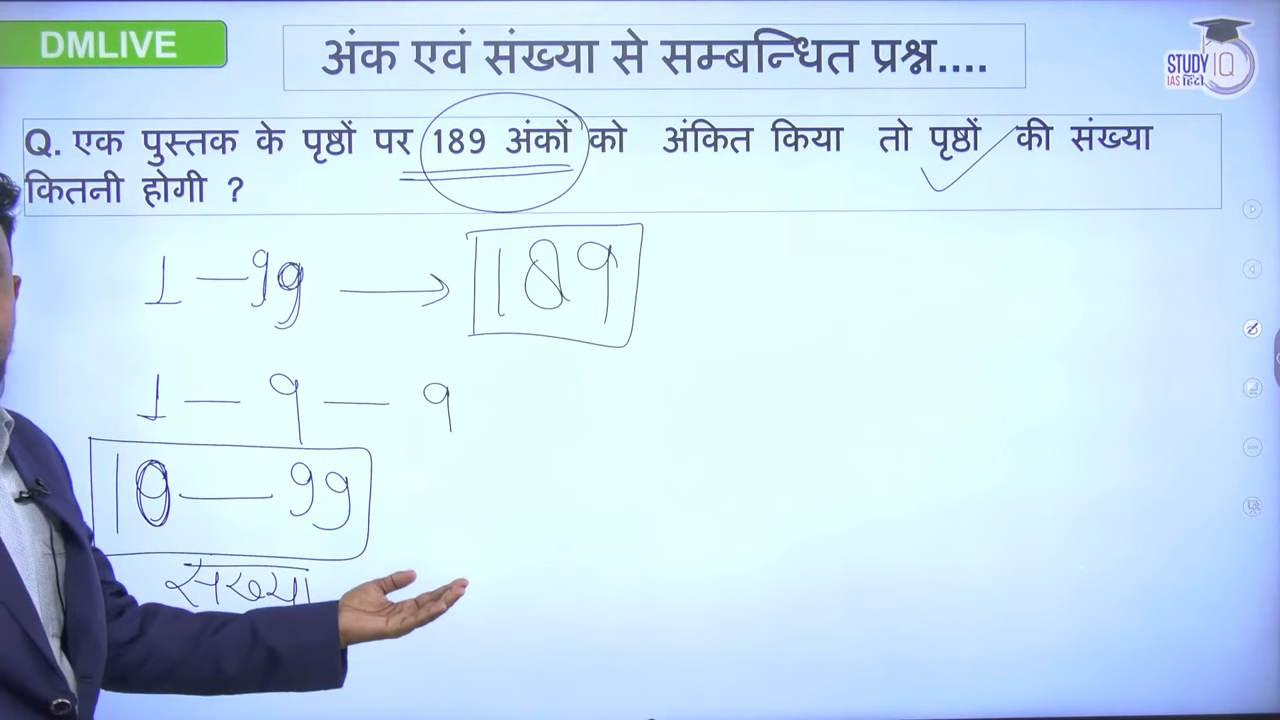 DMLIVE
अंक एवं संख्या से सम्बन्धित प्रश्न....
STUDY IQ
IAS हिंदी
Q. एक पुस्तक के पृष्ठों पर 189 अंकों को अंकित किया तो पृष्ठों की संख्या
कितनी होगी ?
1 — 99 → 189
1 — 9 — 9
10 — 99
संख्या